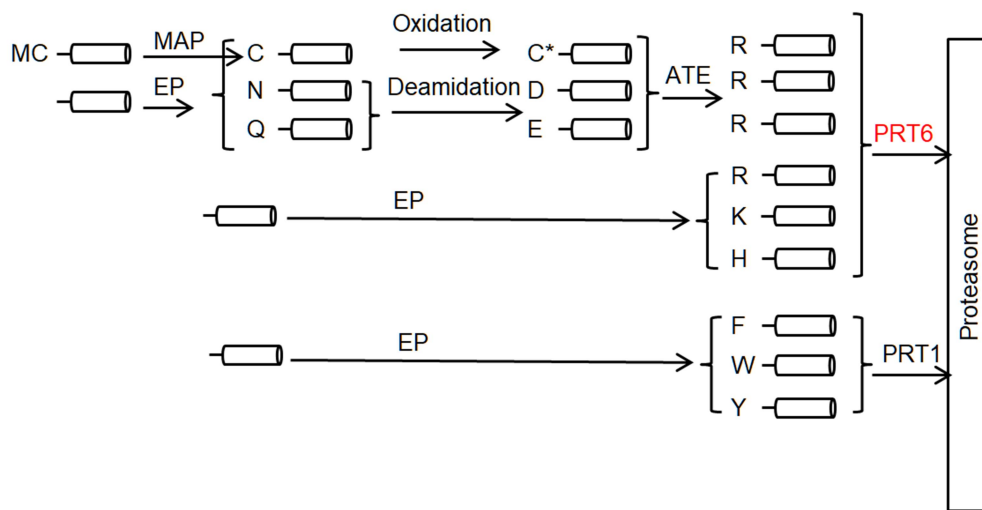 MC MAP C Oxidation C* R
EP N Deamidation D ATE R
Q E R PRT6
EP R
K
H
EP F
W PRT1
Y
Proteasome